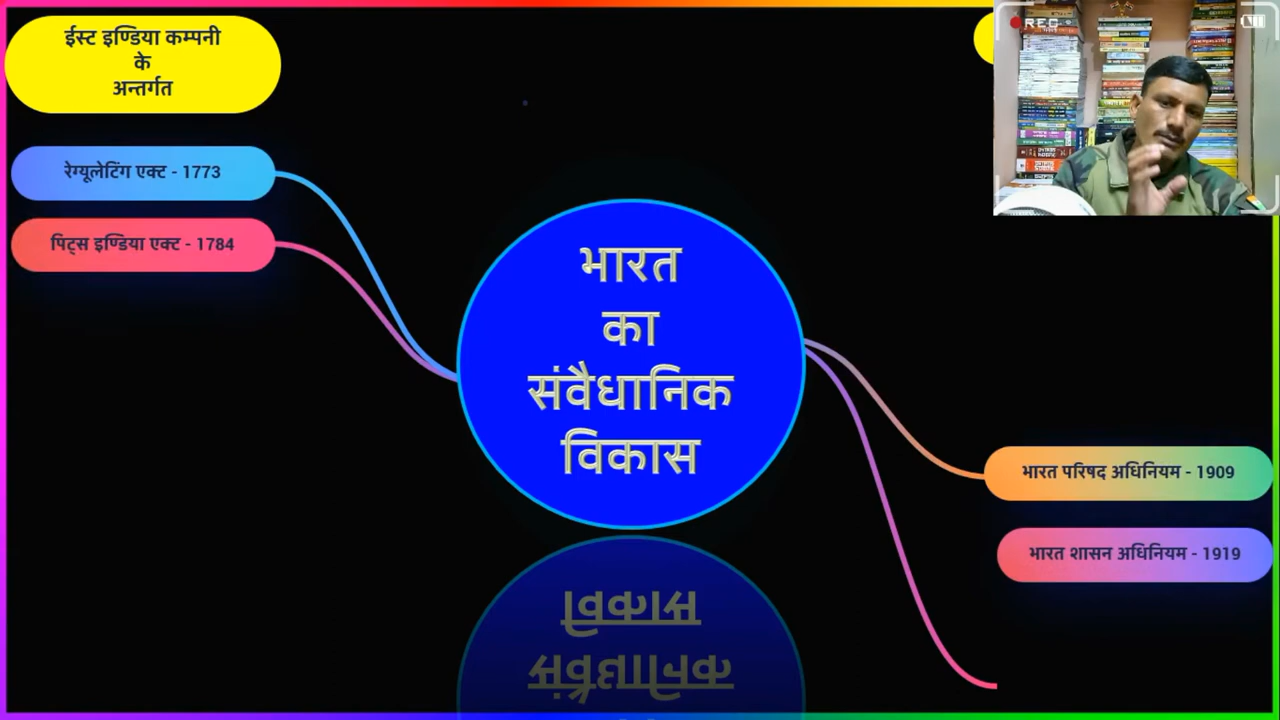 ईस्ट इण्डिया कम्पनी
के
अन्तर्गत
रेग्यूलेटिंग एक्ट - 1773
पिट्स इण्डिया एक्ट - 1784
भारत
का
संवैधानिक
विकास
भारत परिषद अधिनियम - 1909
भारत शासन अधिनियम - 1919
REC